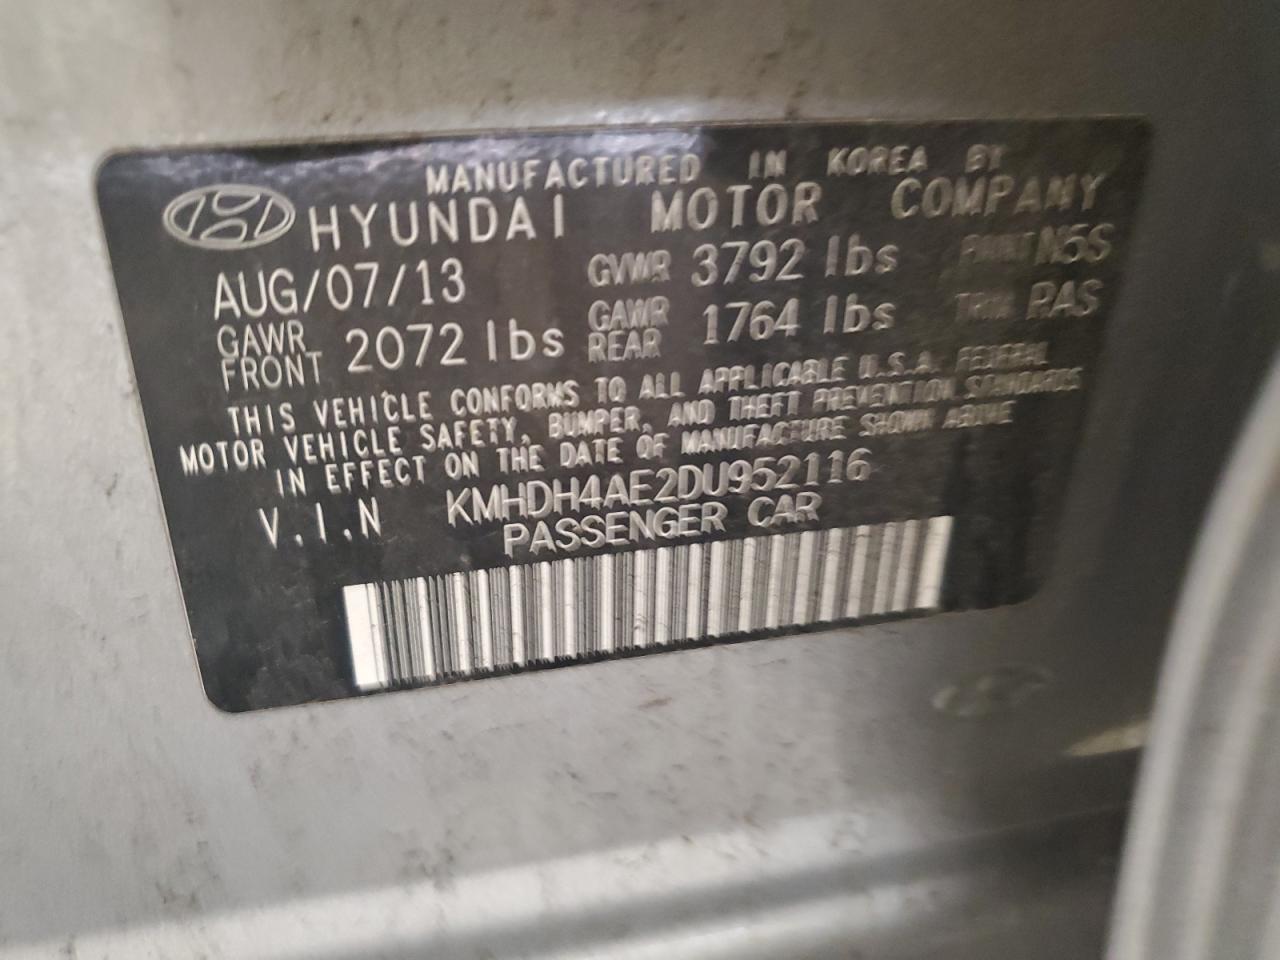 MANUFACTURED IN KOREA BY
HYUNDAI MOTOR COMPANY
AUG/07/13 GVWR 3792 lbs PAINT N5S
GAWR FRONT 2072 lbs GAWR REAR 1764 lbs TRIM RAS
THIS VEHICLE CONFORMS TO ALL APPLICABLE U.S.A. FEDERAL
MOTOR VEHICLE SAFETY, BUMPER, AND THEFT PREVENTION STANDARDS
IN EFFECT ON THE DATE OF MANUFACTURE SHOWN ABOVE
V.I.N KMHDH4AE2DU952116
PASSENGER CAR